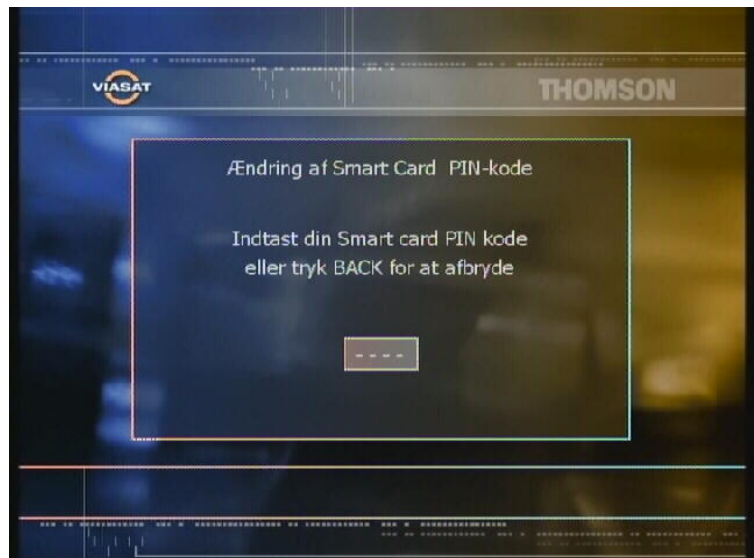 VIASAT
THOMSON
Ændring af Smart Card PIN-kode
Indtast din Smart card PIN kode
eller tryk BACK for at afbryde
- - - -